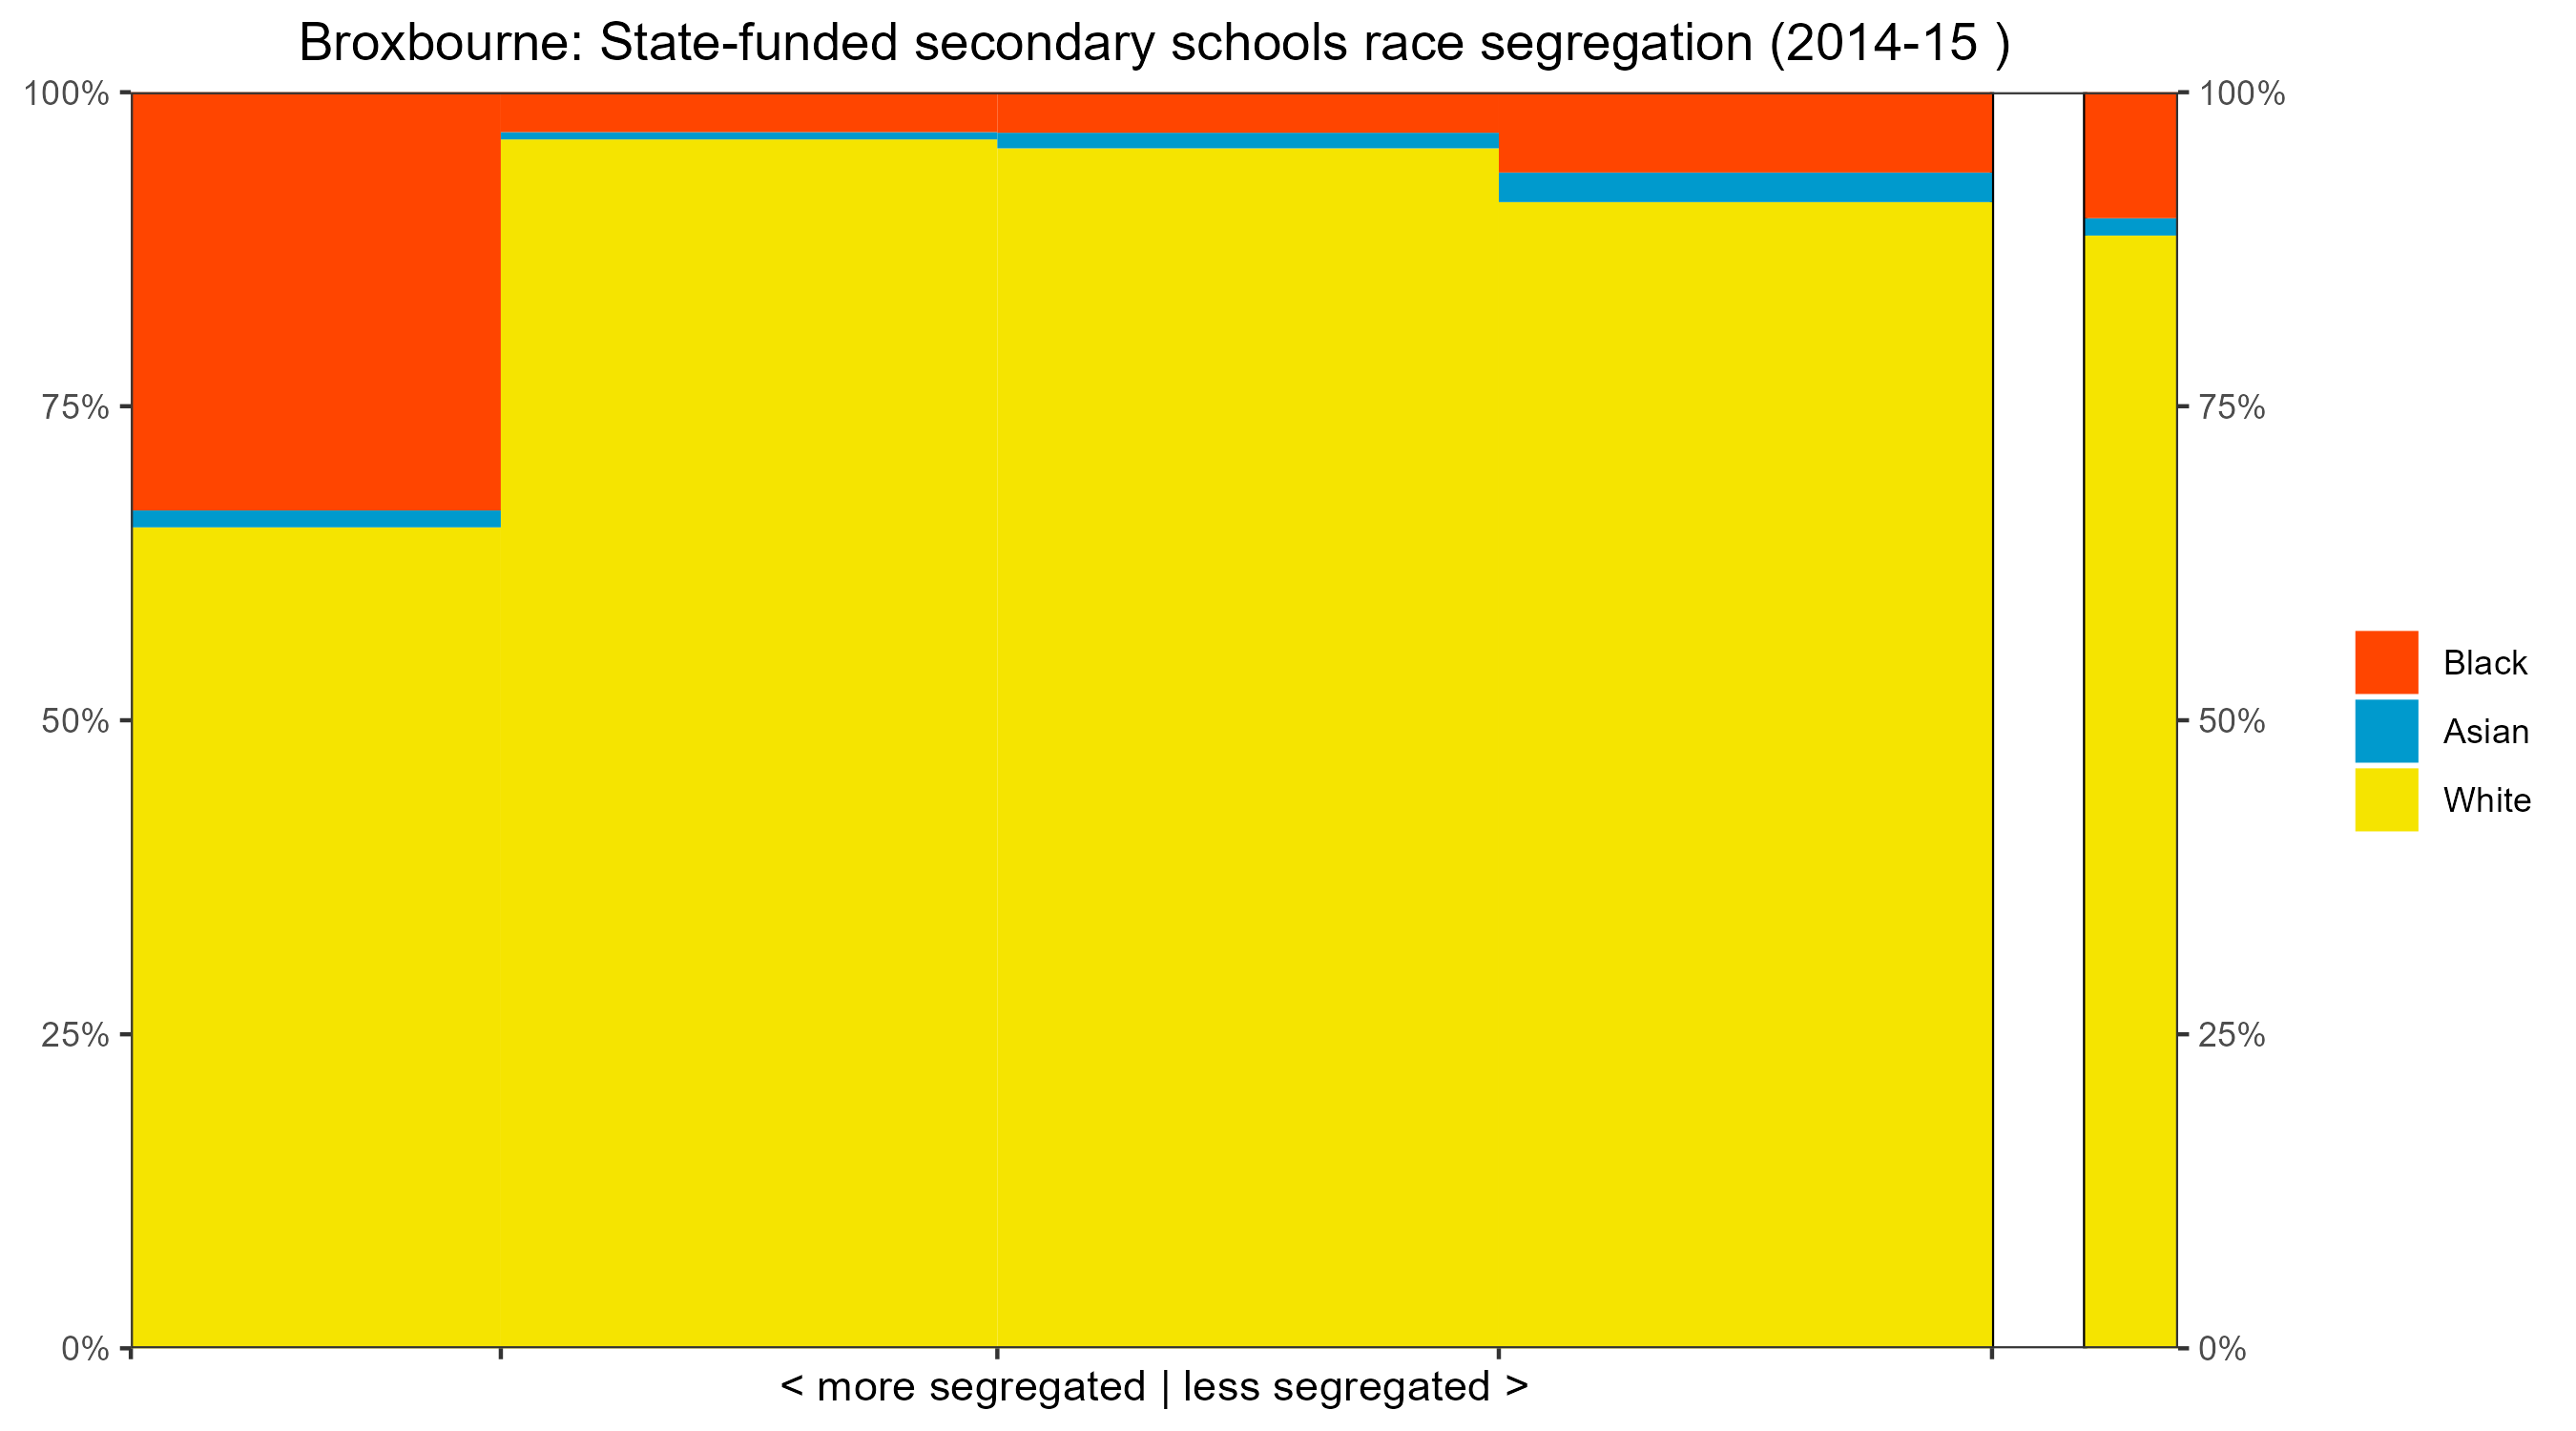 Broxbourne: State-funded secondary schools race segregation (2014-15 )
100%
75%
50%
25%
0%
100%
75%
50%
25%
0%
Black
Asian
White
< more segregated | less segregated >